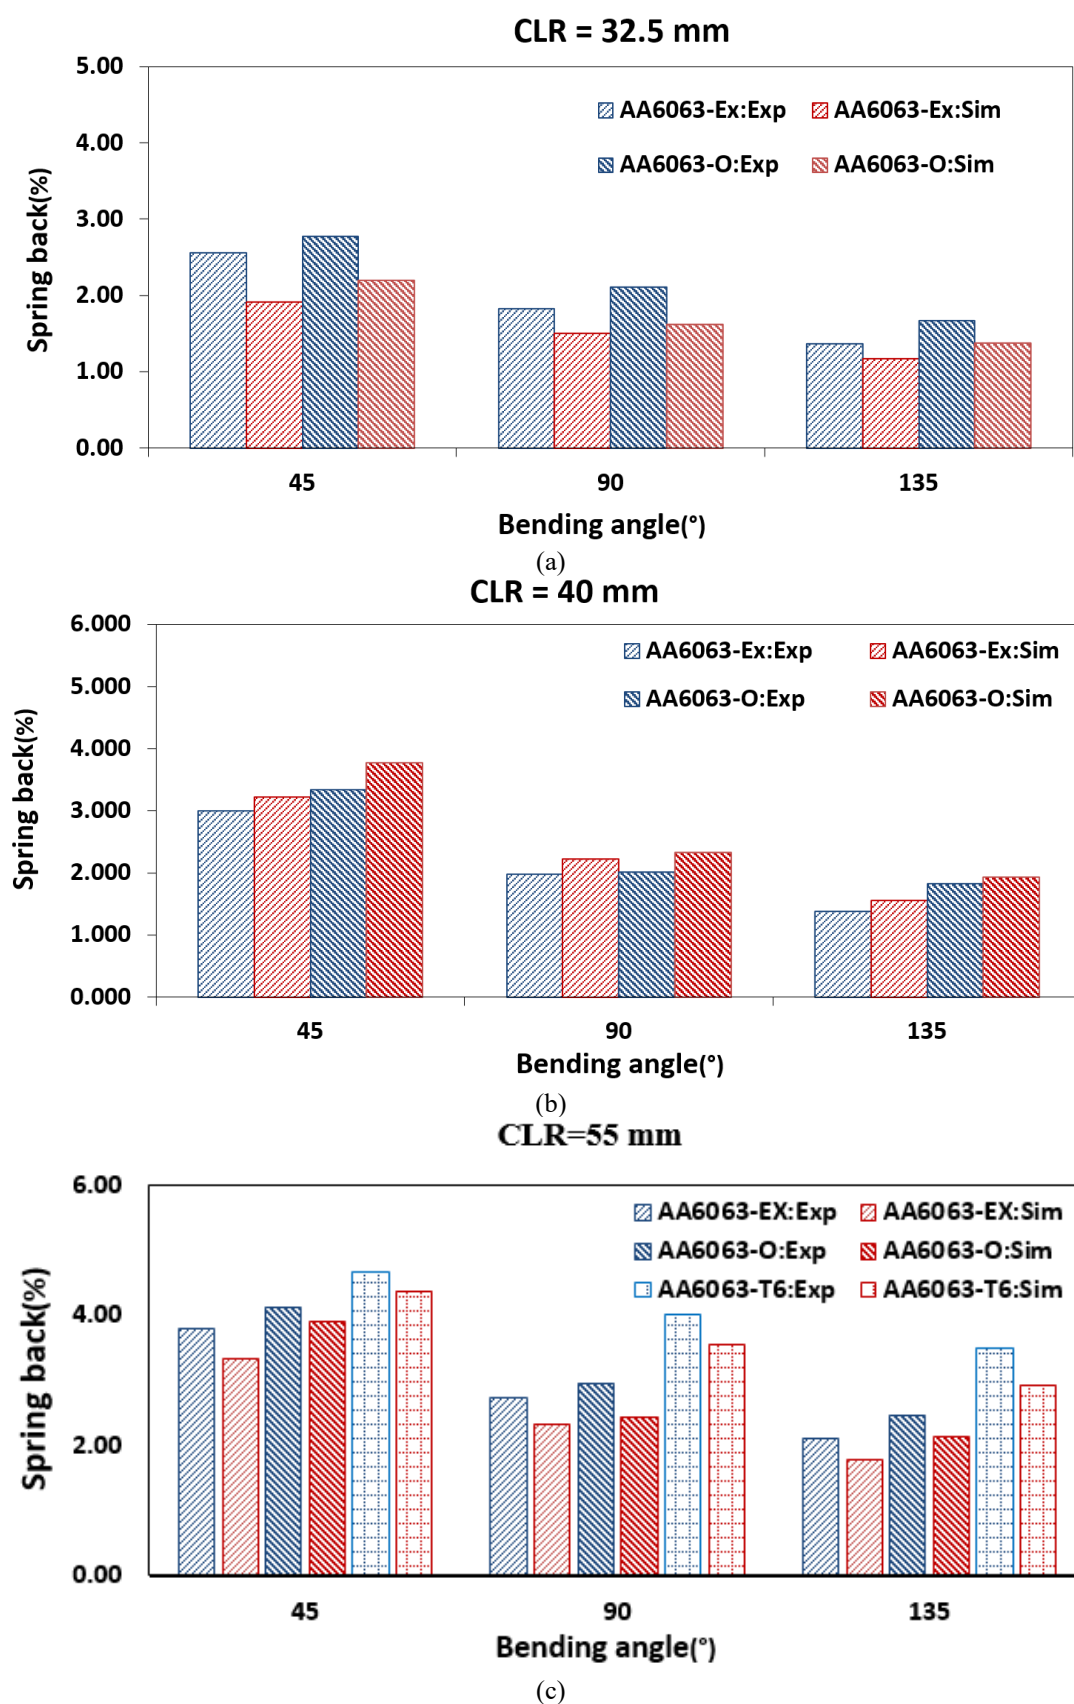 CLR = 32.5 mm
5.00
4.00
3.00
2.00
1.00
0.00
Spring back(%)
AA6063-Ex:Exp AA6063-Ex:Sim
AA6063-O:Exp AA6063-O:Sim
45 90 135
Bending angle(°)
(a)
CLR = 40 mm
6.000
5.000
4.000
3.000
2.000
1.000
0.000
Spring back(%)
AA6063-Ex:Exp AA6063-Ex:Sim
AA6063-O:Exp AA6063-O:Sim
45 90 135
Bending angle(°)
(b)
CLR=55 mm
6.00
4.00
2.00
0.00
Spring back(%)
AA6063-EX:Exp AA6063-EX:Sim
AA6063-O:Exp AA6063-O:Sim
AA6063-T6:Exp AA6063-T6:Sim
45 90 135
Bending angle(°)
(c)